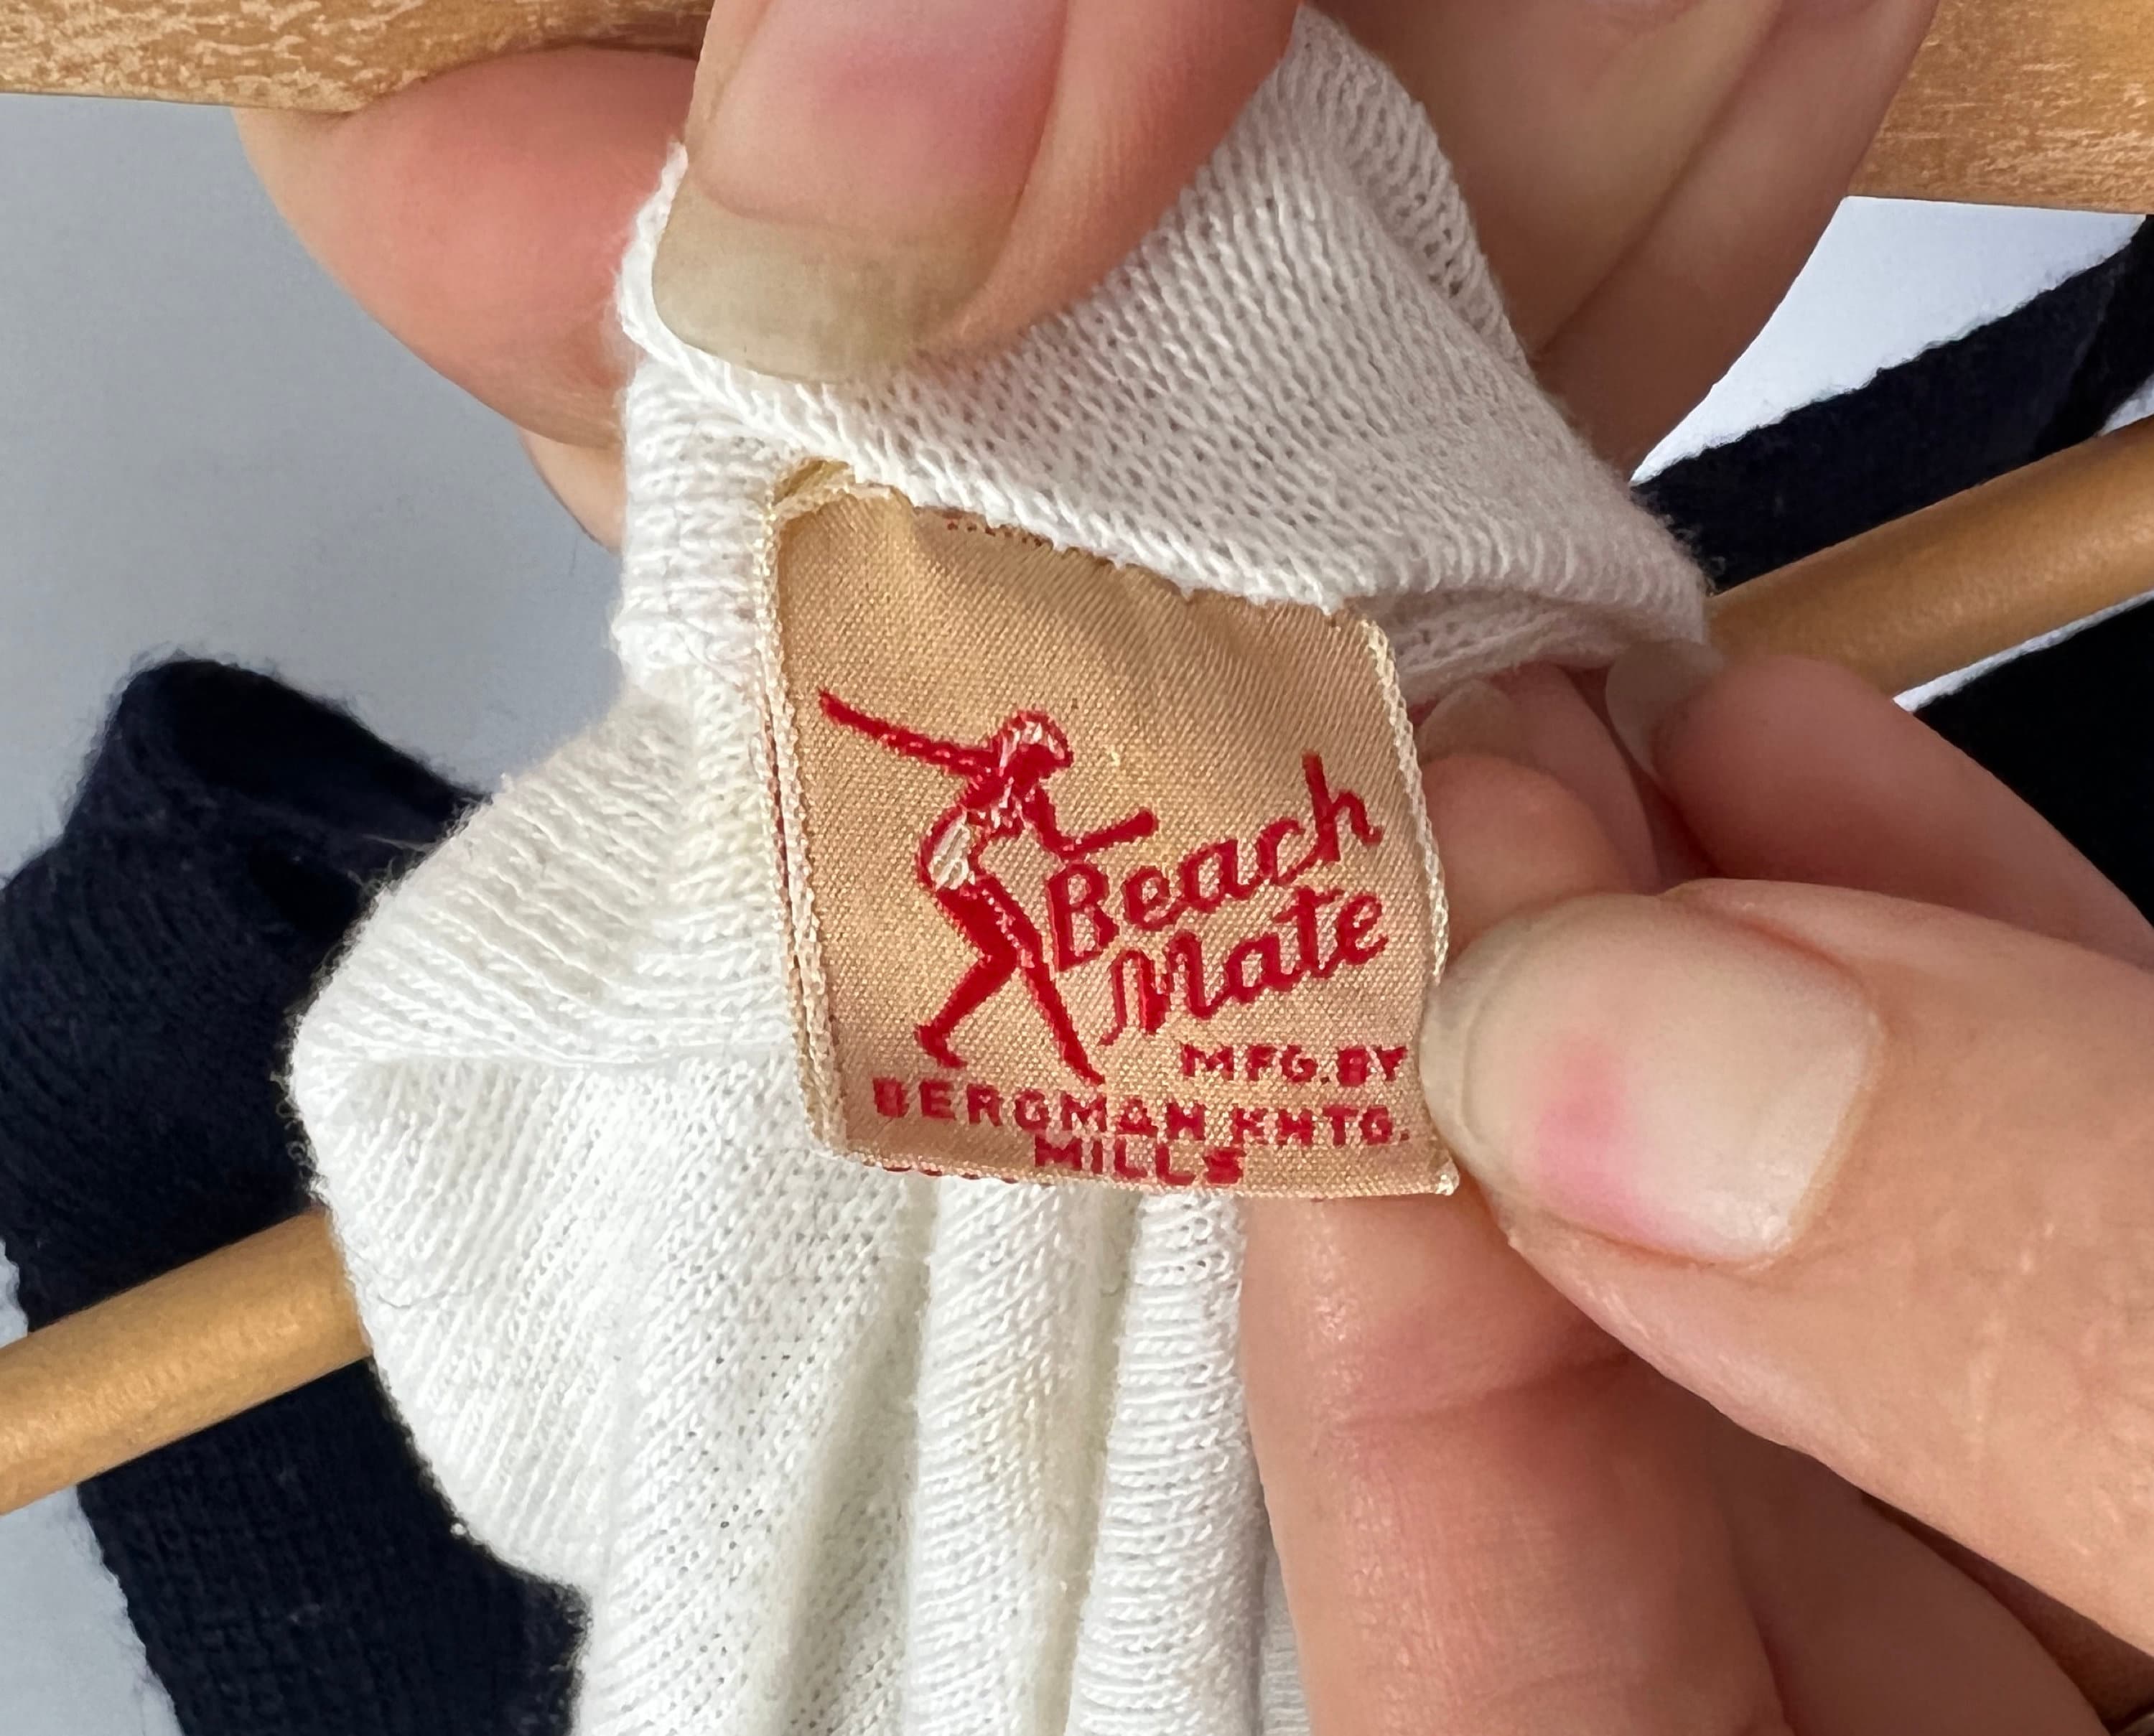 Beach
Mate
MFG.BY
BERGMAN KNTG.
MILLS